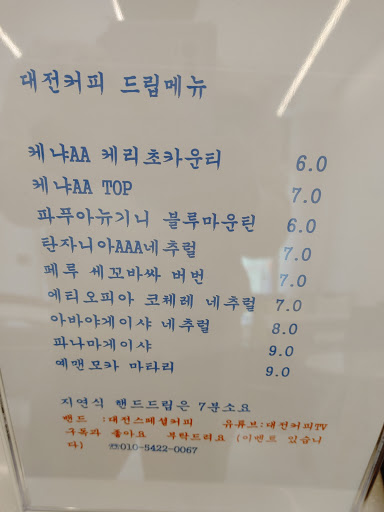 대전커피 드립메뉴
케냐AA 케리쵸카운티 6.0
케냐AA TOP 7.0
파푸아뉴기니 블루마운틴 6.0
탄자니아AAA네츄럴 7.0
페루 세꼬바싸 버번 7.0
에티오피아 코체레 네츄럴 7.0
아바야게이샤 네츄럴 8.0
파나마게이샤 9.0
예맨모카 마타리 9.0
지연식 핸드드립은 7분소요
밴드 :대전스페셜커피 유튜브:대전커피TV
구독과 좋아요 부탁드려요 (이벤트 있습니
다) ☏010-5422-0067